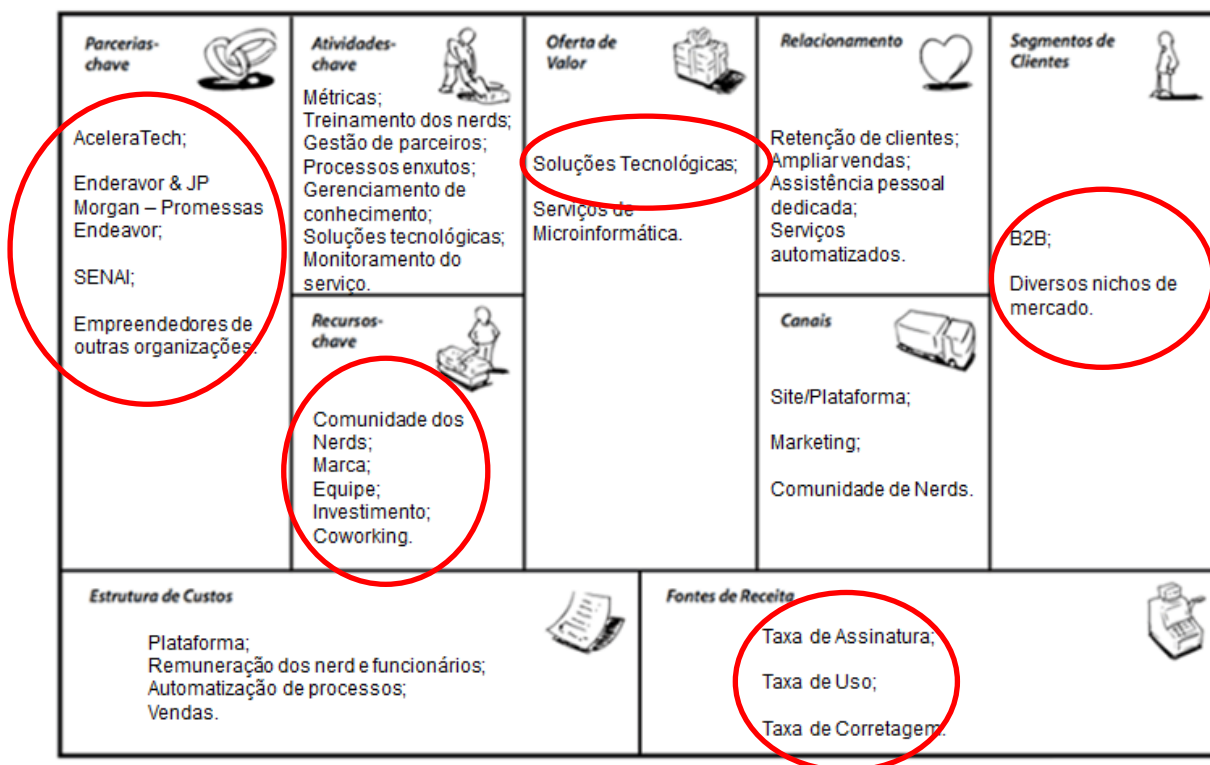 Parcerias-
chave
AceleraTech;
Enderavor & JP
Morgan – Promessas
Endeavor;
SENAI;
Empreendedores de
outras organizações.
Atividades-
chave
Métricas;
Treinamento dos nerds;
Gestão de parceiros;
Processos enxutos;
Gerenciamento de
conhecimento;
Soluções tecnológicas;
Monitoramento do
serviço.
Recursos-
chave
Comunidade dos
Nerds;
Marca;
Equipe;
Investimento;
Coworking.
Oferta de
Valor
Soluções Tecnológicas;
Serviços de
Microinformática.
Relacionamento
Retenção de clientes;
Ampliar vendas;
Assistência pessoal
dedicada;
Serviços
automatizados.
Canais
Site/Plataforma;
Marketing;
Comunidade de Nerds.
Segmentos de
Clientes
B2B;
Diversos nichos de
mercado.
Estrutura de Custos
Plataforma;
Remuneração dos nerd e funcionários;
Automatização de processos;
Vendas.
Fontes de Receita
Taxa de Assinatura;
Taxa de Uso;
Taxa de Corretagem.